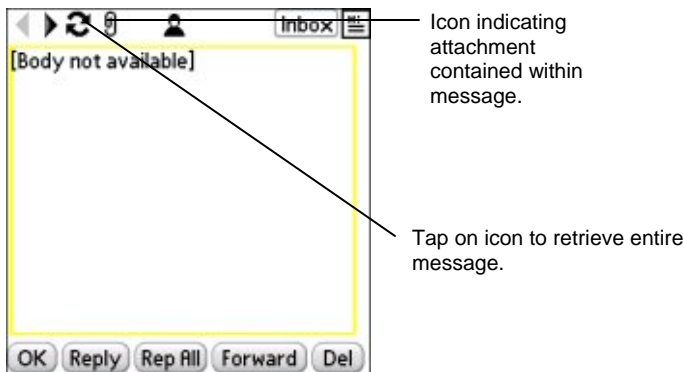 Inbox
[Body not available]
OK Reply Rep All Forward Del
Icon indicating
attachment
contained within
message.
Tap on icon to retrieve entire
message.